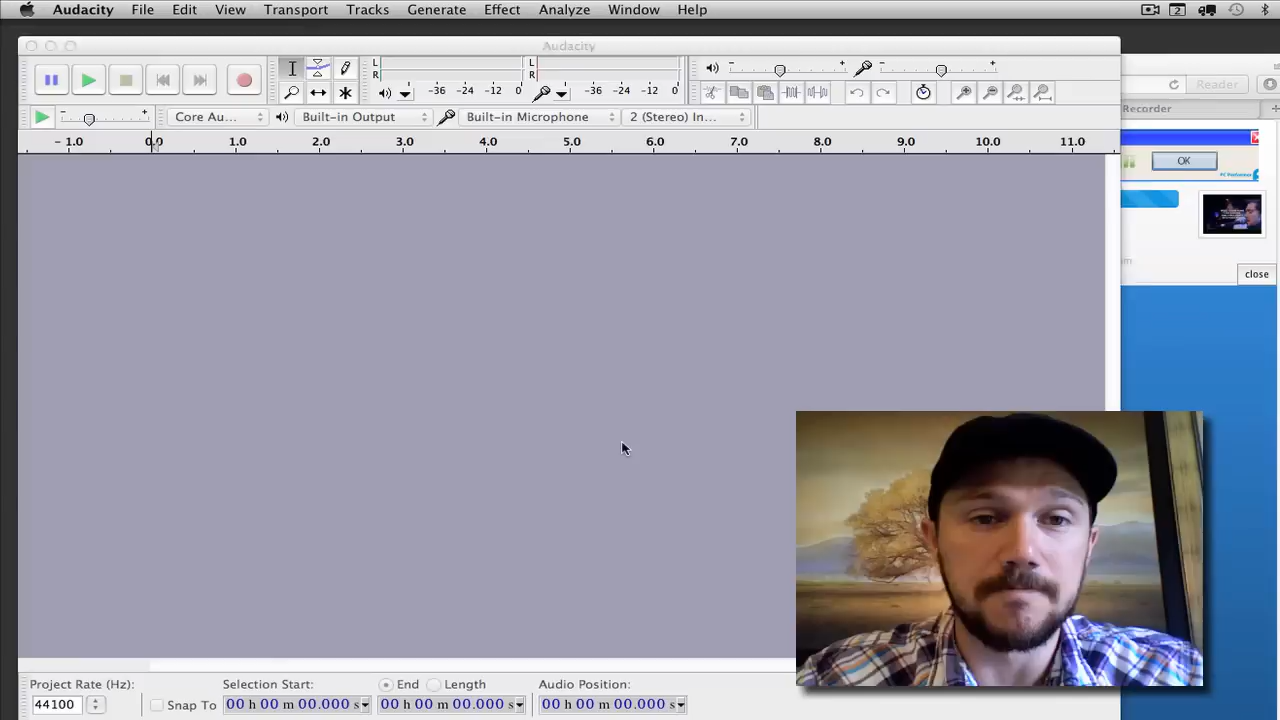 Audacity File Edit View Transport Tracks Generate Effect Analyze Window Help
Audacity
L
R
-36 24 -12 0
L
R
-36 -24 -12 0
- + - +
Reader
Recorder
- + Core Au... Built-in Output Built-in Microphone 2 (Stereo) In...
- 1.0 0.0 1.0 2.0 3.0 4.0 5.0 6.0 7.0 8.0 9.0 10.0 11.0
OK
close
Project Rate (Hz): Selection Start: End Length Audio Position:
44100 Snap To 00 h 00 m 00.000 s 00 h 00 m 00.000 s 00 h 00 m 00.000 s